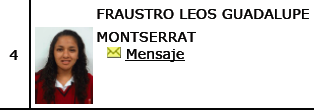 FRAUSTRO LEOS GUADALUPE
MONTSERRAT
4
Mensaje